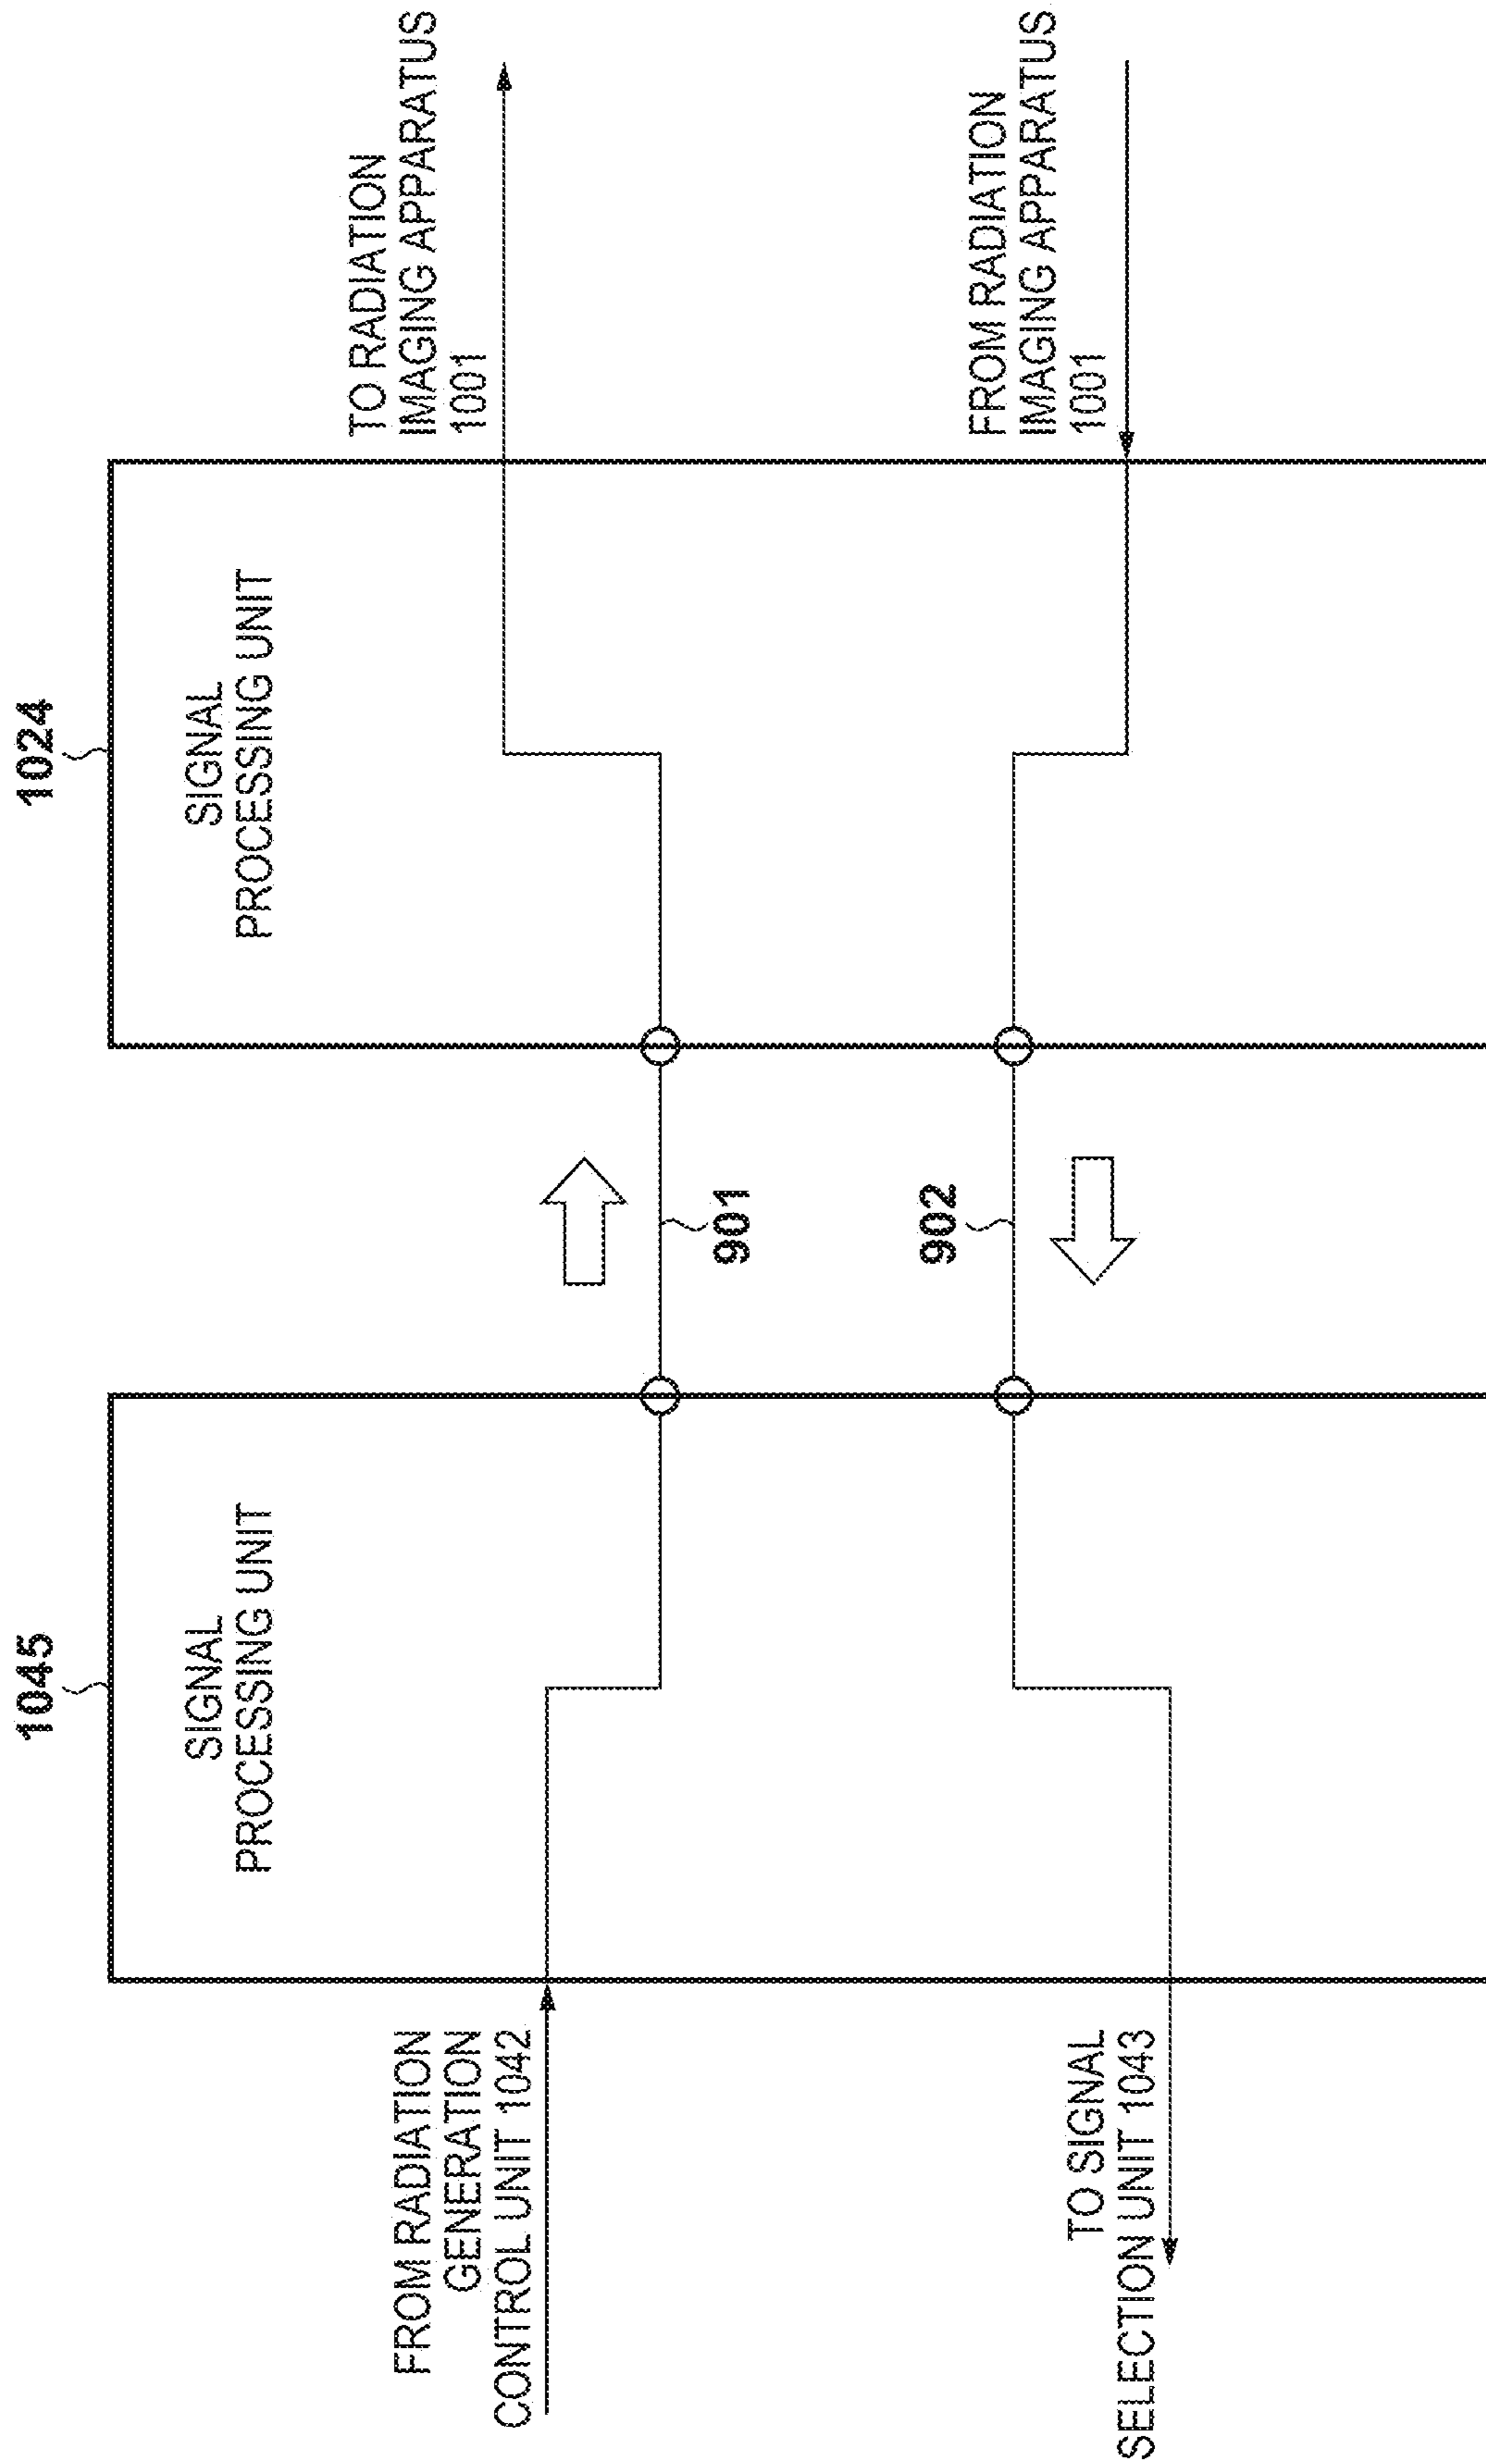 1045
1024
SIGNAL
PROCESSING UNIT
SIGNAL
PROCESSING UNIT
FROM RADIATION
GENERATION
CONTROL UNIT 1042
TO RADIATION
IMAGING APPARATUS
1001
901
902
TO SIGNAL
SELECTION UNIT 1043
FROM RADIATION
IMAGING APPARATUS
1001